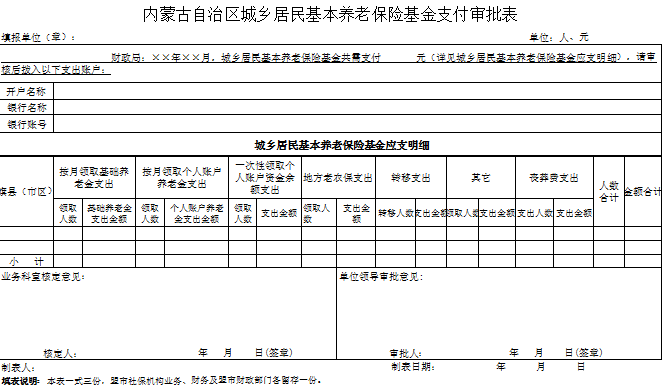 内蒙古自治区城乡居民基本养老保险基金支付审批表
填报单位（章）： 单位：人、元
财政局：××年××月，城乡居民基本养老保险基金共需支付 元（详见城乡居民基本养老保险基金应支明细），请审
核后拨入以下支出账户：
开户名称
银行名称
银行账号
城乡居民基本养老保险基金应支明细
旗县（市区） 按月领取基础养老金支出 按月领取个人账户养老金支出 一次性领取个人账户资金余额支出 地方老农保支出 转移支出 其它 丧葬费支出 人数合计 金额合计
领取人数 基础养老金支出金额 领取人数 个人账户养老金支出金额 领取人数 支出金额 领取人数 支出金额 转移人数 支出金额 领取人数 支出金额 支出人数 支出金额
小 计
业务科室核定意见： 单位领导审批意见：
核定人： 年 月 日(签章) 审批人： 年 月 日(签章)
制表人： 制表日期： 年 月 日
填表说明：本表一式三份，盟市社保机构业务、财务及盟市财政部门各留存一份。